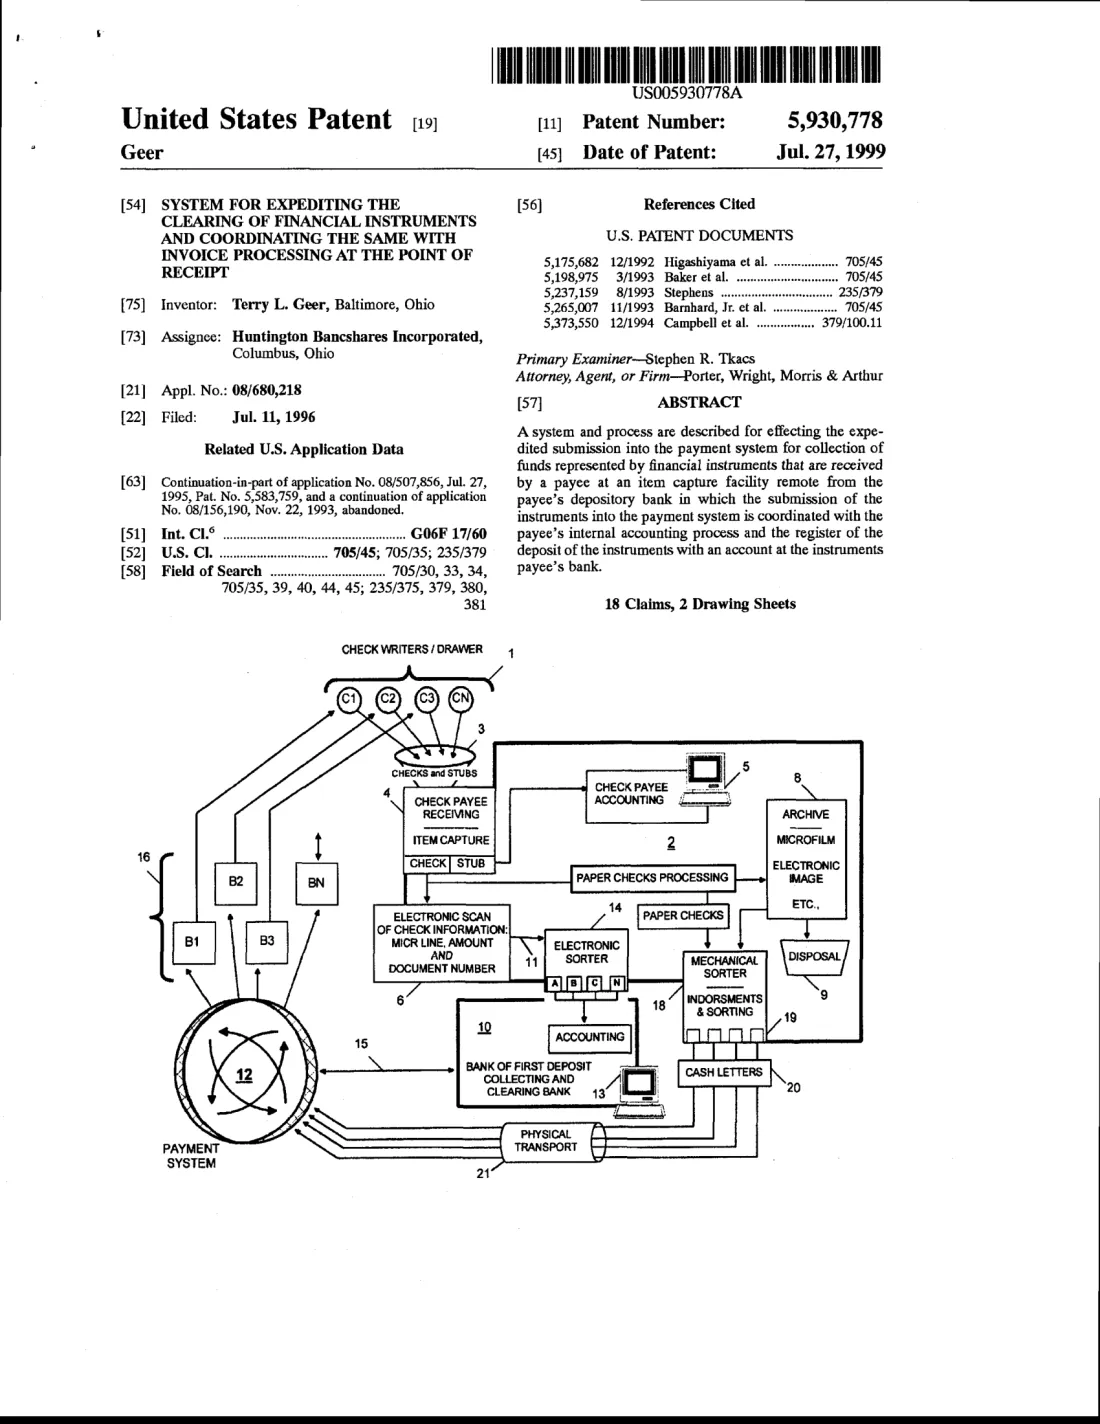 US005930778A
United States Patent [19]
Geer
[11] Patent Number: 5,930,778
[45] Date of Patent: Jul. 27, 1999
[54] SYSTEM FOR EXPEDITING THE
CLEARING OF FINANCIAL INSTRUMENTS
AND COORDINATING THE SAME WITH
INVOICE PROCESSING AT THE POINT OF
RECEIPT
[75] Inventor: Terry L. Geer, Baltimore, Ohio
[73] Assignee: Huntington Bancshares Incorporated,
Columbus, Ohio
[21] Appl. No.: 08/680,218
[22] Filed: Jul. 11, 1996
Related U.S. Application Data
[63] Continuation-in-part of application No. 08/507,856, Jul. 27,
1995, Pat. No. 5,583,759, and a continuation of application
No. 08/156,190, Nov. 22, 1993, abandoned.
[51] Int. Cl.6 ................................................... G06F 17/60
[52] U.S. Cl. ................................ 705/45; 705/35; 235/379
[58] Field of Search .................................. 705/30, 33, 34,
705/35, 39, 40, 44, 45; 235/375, 379, 380,
381
[56] References Cited
U.S. PATENT DOCUMENTS
5,175,682 12/1992 Higashiyama et al. ................... 705/45
5,198,975 3/1993 Baker et al. .............................. 705/45
5,237,159 8/1993 Stephens ................................. 235/379
5,265,007 11/1993 Barnhard, Jr. et al. ................... 705/45
5,373,550 12/1994 Campbell et al. ................. 379/100.11
Primary Examiner—Stephen R. Tkacs
Attorney, Agent, or Firm—Porter, Wright, Morris & Arthur
[57] ABSTRACT
A system and process are described for effecting the expe-
dited submission into the payment system for collection of
funds represented by financial instruments that are received
by a payee at an item capture facility remote from the
payee's depository bank in which the submission of the
instruments into the payment system is coordinated with the
payee's internal accounting process and the register of the
deposit of the instruments with an account at the instruments
payee's bank.
18 Claims, 2 Drawing Sheets
CHECK WRITERS / DRAWER 1
C1 C2 C3 CN
3
CHECKS and STUBS
4
CHECK PAYEE
RECEIVING
ITEM CAPTURE
CHECK STUB
CHECK PAYEE
ACCOUNTING
5
2
8
ARCHIVE
MICROFILM
ELECTRONIC
IMAGE
ETC.,
PAPER CHECKS PROCESSING
PAPER CHECKS
16
B2
BN
B1
B3
ELECTRONIC SCAN
OF CHECK INFORMATION:
MICR LINE, AMOUNT
AND
DOCUMENT NUMBER
6
11
14
ELECTRONIC
SORTER
A B C N
MECHANICAL
SORTER
INDORSMENTS
& SORTING
18
19
DISPOSAL
9
10
ACCOUNTING
BANK OF FIRST DEPOSIT
COLLECTING AND
CLEARING BANK
13
15
12
PAYMENT
SYSTEM
CASH LETTERS
20
PHYSICAL
TRANSPORT
21